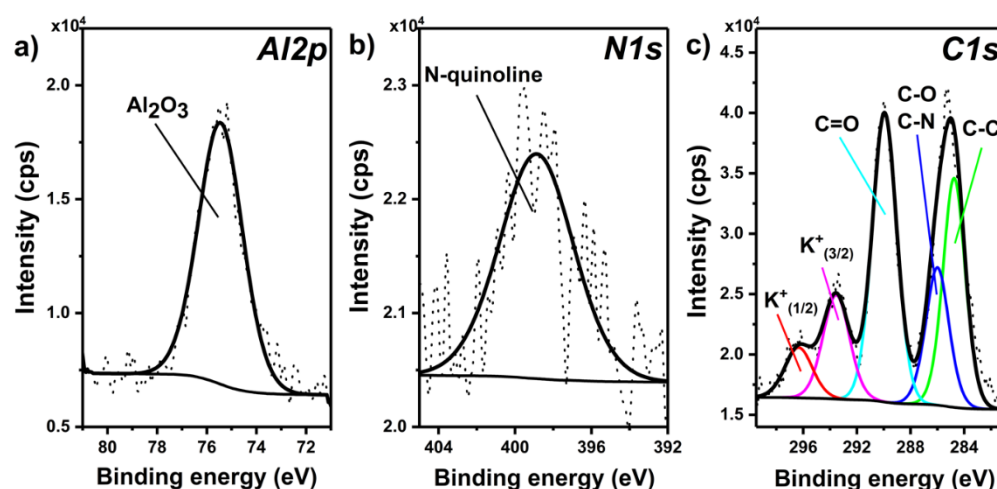 a)
x10⁴
Al2p
Al₂O₃
2.0
1.5
1.0
0.5
Intensity (cps)
80 78 76 74 72
Binding energy (eV)
b)
x10⁴
N1s
N-quinoline
2.3
2.2
2.1
2.0
Intensity (cps)
404 400 396 392
Binding energy (eV)
c)
x10⁴
C1s
C-O
C-N
C=O
C-C
K⁺(3/2)
K⁺(1/2)
4.5
4.0
3.5
3.0
2.5
2.0
1.5
Intensity (cps)
296 292 288 284
Binding energy (eV)